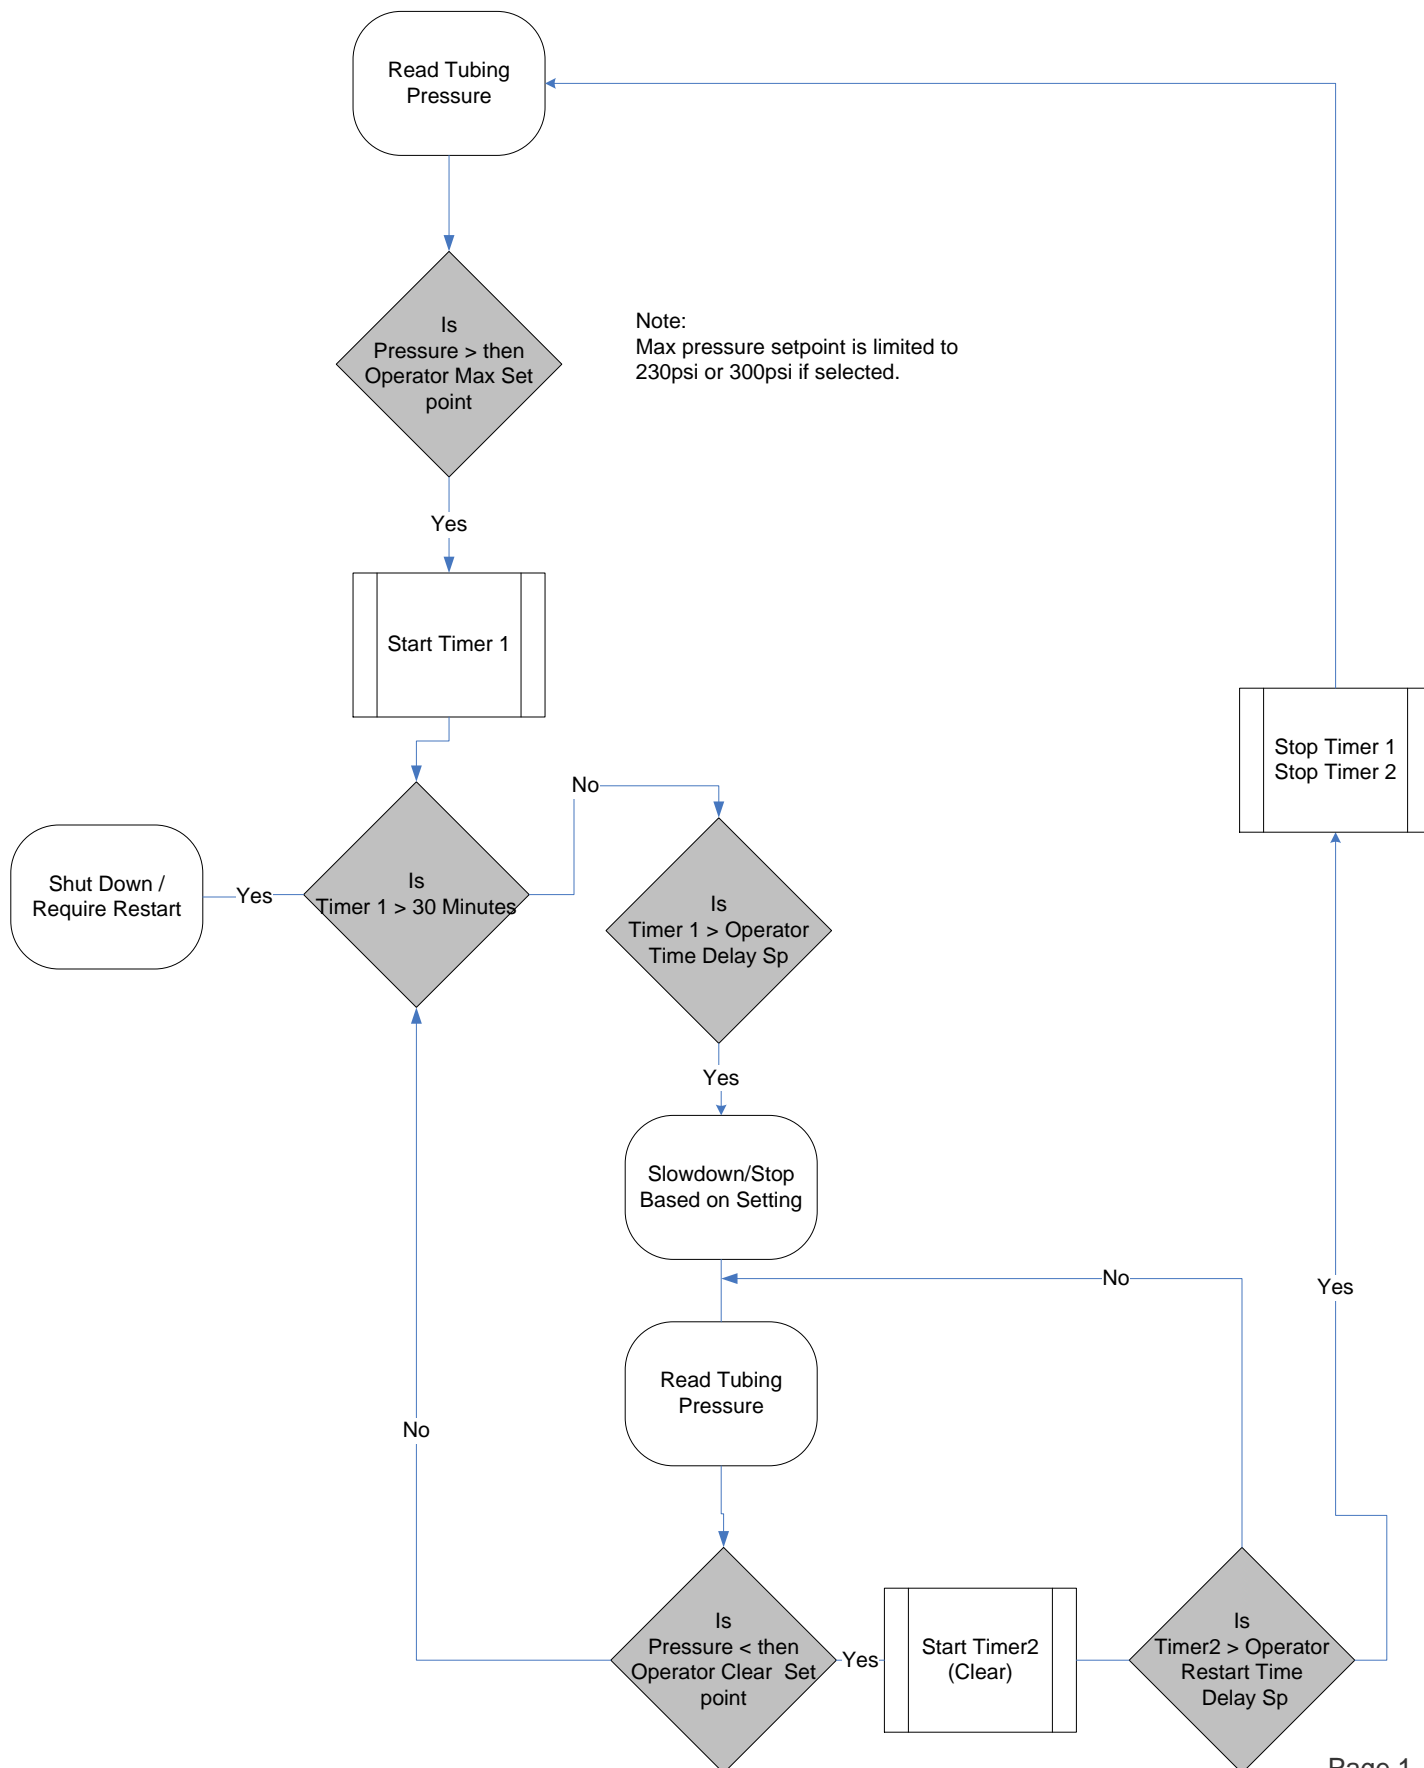 Read Tubing
Pressure
Is
Pressure > then
Operator Max Set
point
Note:
Max pressure setpoint is limited to
230psi or 300psi if selected.
Yes
Start Timer 1
Stop Timer 1
Stop Timer 2
No
Shut Down /
Require Restart
Yes
Is
Timer 1 > 30 Minutes
Is
Timer 1 > Operator
Time Delay Sp
Yes
Slowdown/Stop
Based on Setting
No
Yes
Read Tubing
Pressure
No
Is
Pressure < then
Operator Clear  Set
point
Yes
Start Timer2
(Clear)
Is
Timer2 > Operator
Restart Time
Delay Sp
Page 1